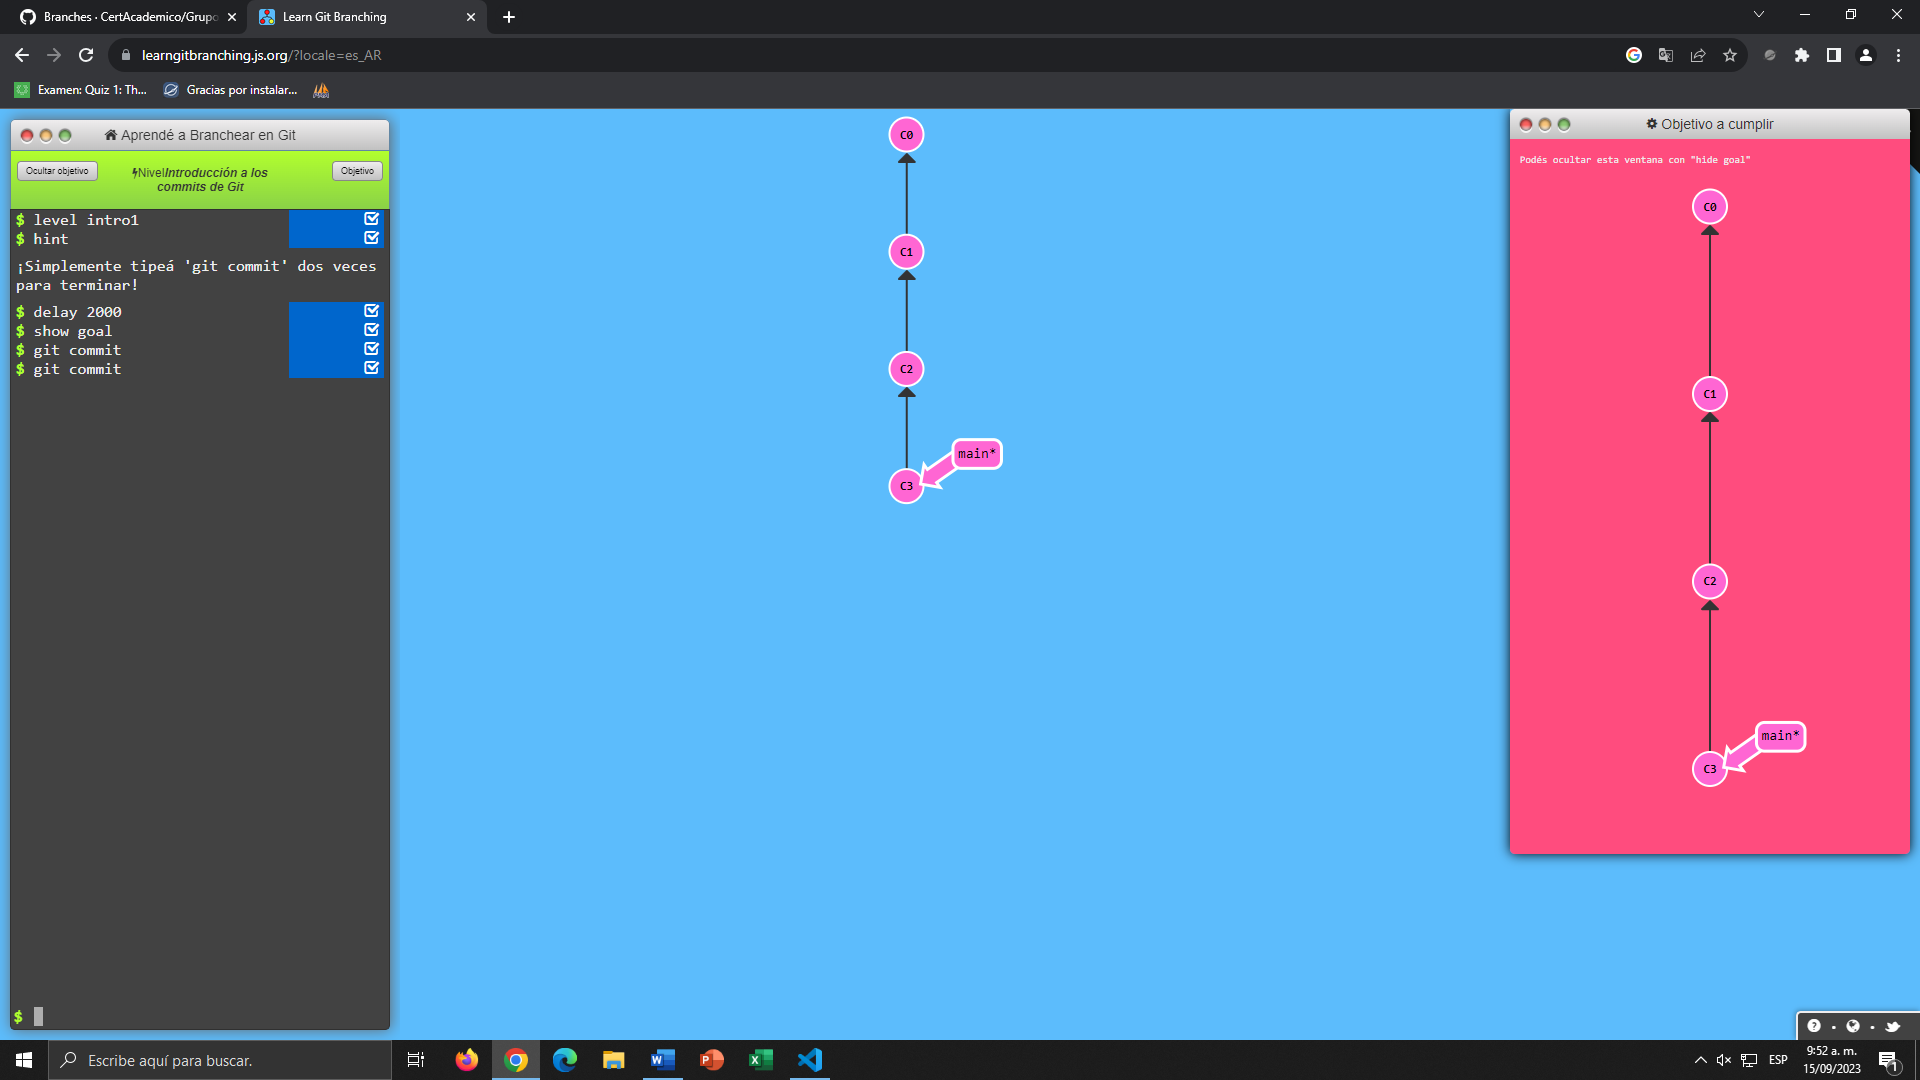 Branches · CertAcademico/Grupo
Learn Git Branching
learngitbranching.js.org/?locale=es_AR
Examen: Quiz 1: Th...
Gracias por instalar...
Aprendé a Branchear en Git
Ocultar objetivo
Nivel Introducción a los
commits de Git
Objetivo
$ level intro1
$ hint
¡Simplemente tipeá 'git commit' dos veces
para terminar!
$ delay 2000
$ show goal
$ git commit
$ git commit
$
C0
C1
C2
main*
C3
Objetivo a cumplir
Podés ocultar esta ventana con "hide goal"
C0
C1
C2
main*
C3
Escribe aquí para buscar.
ESP
9:52 a. m.
15/09/2023
1